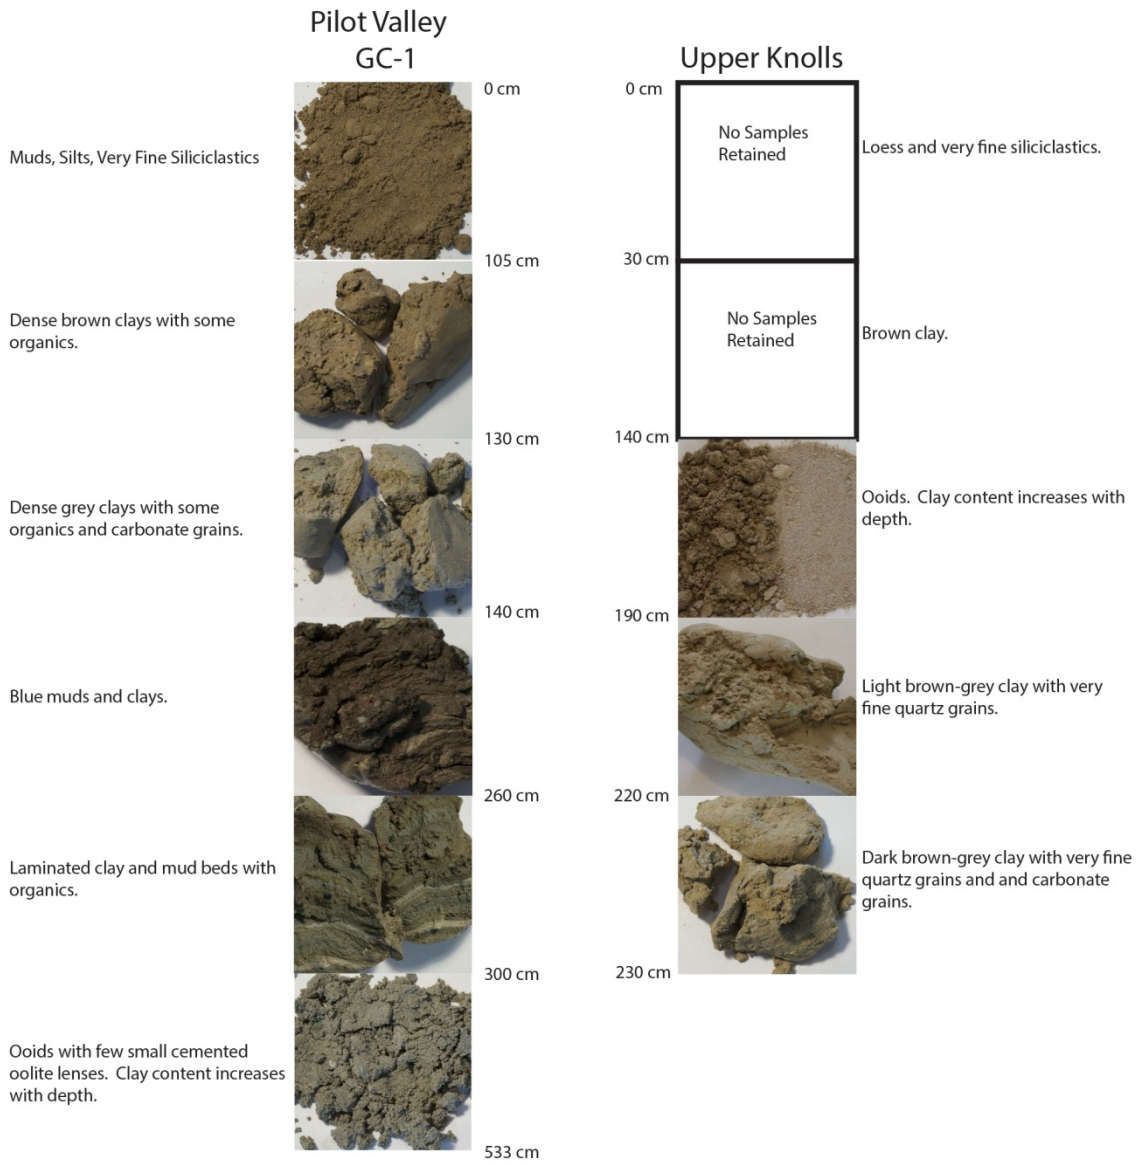 Pilot Valley
GC-1
0 cm
Muds, Silts, Very Fine Siliciclastics
105 cm
Dense brown clays with some
organics.
130 cm
Dense grey clays with some
organics and carbonate grains.
140 cm
Blue muds and clays.
260 cm
Laminated clay and mud beds with
organics.
300 cm
Ooids with few small cemented
oolite lenses.  Clay content increases
with depth.
533 cm
Upper Knolls
0 cm
No Samples
Retained
Loess and very fine siliciclastics.
30 cm
No Samples
Retained
Brown clay.
140 cm
Ooids.  Clay content increases with
depth.
190 cm
Light brown-grey clay with very
fine quartz grains.
220 cm
Dark brown-grey clay with very fine
quartz grains and and carbonate
grains.
230 cm